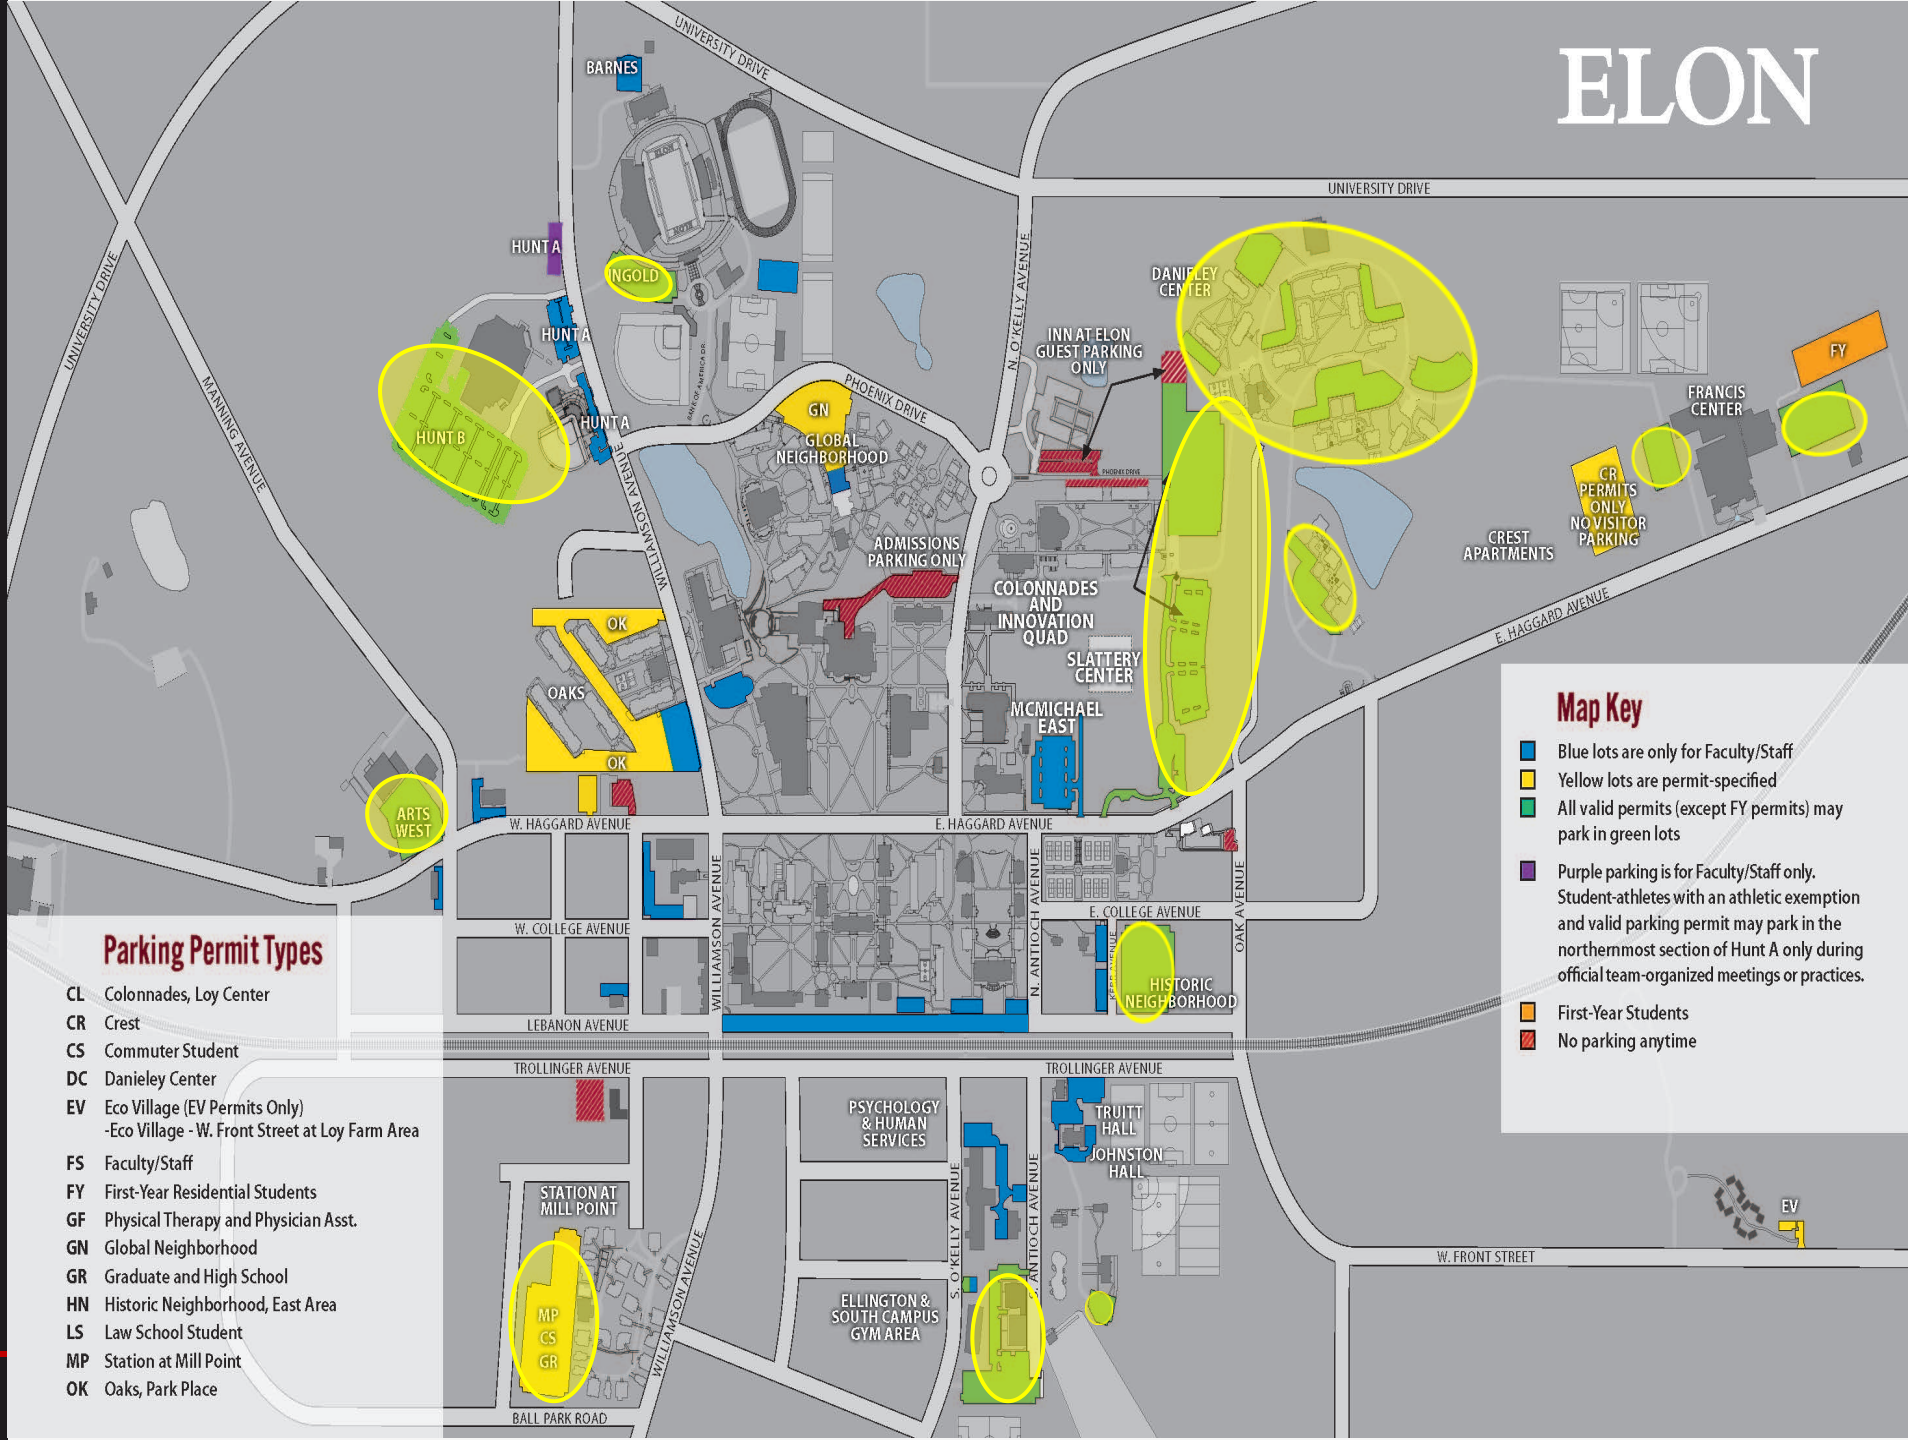 ELON
UNIVERSITY DRIVE
BARNES
UNIVERSITY DRIVE
UNIVERSITY DRIVE
ELON
ELON
HUNT A
INGOLD
HUNT A
HUNT A
HUNT B
MANNING AVENUE
WILLIAMSON AVENUE
WILLIAMSON
BANK OF AMERICA DR.
PHOENIX DRIVE
GN
GLOBAL
NEIGHBORHOOD
N. O'KELLY AVENUE
DANIELEY
CENTER
INN AT ELON
GUEST PARKING
ONLY
PHOENIX DRIVE
FY
FRANCIS
CENTER
CR
PERMITS
ONLY
NO VISITOR
PARKING
CREST
APARTMENTS
E. HAGGARD AVENUE
ADMISSIONS
PARKING ONLY
COLONNADES
AND
INNOVATION
QUAD
SLATTERY
CENTER
MCMICHAEL
EAST
OK
OAKS
OK
ARTS
WEST
W. HAGGARD AVENUE
E. HAGGARD AVENUE
WILLIAMSON AVENUE
N. ANTIOCH AVENUE
OAK AVENUE
E. COLLEGE AVENUE
W. COLLEGE AVENUE
HISTORIC
NEIGHBORHOOD
LEBANON AVENUE
TROLLINGER AVENUE
TROLLINGER AVENUE
PSYCHOLOGY
& HUMAN
SERVICES
TRUITT
HALL
JOHNSTON
HALL
STATION AT
MILL POINT
MP
CS
GR
WILLIAMSON AVENUE
S. O'KELLY AVENUE
S. ANTIOCH AVENUE
ELLINGTON &
SOUTH CAMPUS
GYM AREA
BALL PARK ROAD
EV
W. FRONT STREET
Map Key
Blue lots are only for Faculty/Staff
Yellow lots are permit-specified
All valid permits (except FY permits) may
park in green lots
Purple parking is for Faculty/Staff only.
Student-athletes with an athletic exemption
and valid parking permit may park in the
northernmost section of Hunt A only during
official team-organized meetings or practices.
First-Year Students
No parking anytime
Parking Permit Types
CL Colonnades, Loy Center
CR Crest
CS Commuter Student
DC Danieley Center
EV Eco Village (EV Permits Only)
-Eco Village - W. Front Street at Loy Farm Area
FS Faculty/Staff
FY First-Year Residential Students
GF Physical Therapy and Physician Asst.
GN Global Neighborhood
GR Graduate and High School
HN Historic Neighborhood, East Area
LS Law School Student
MP Station at Mill Point
OK Oaks, Park Place